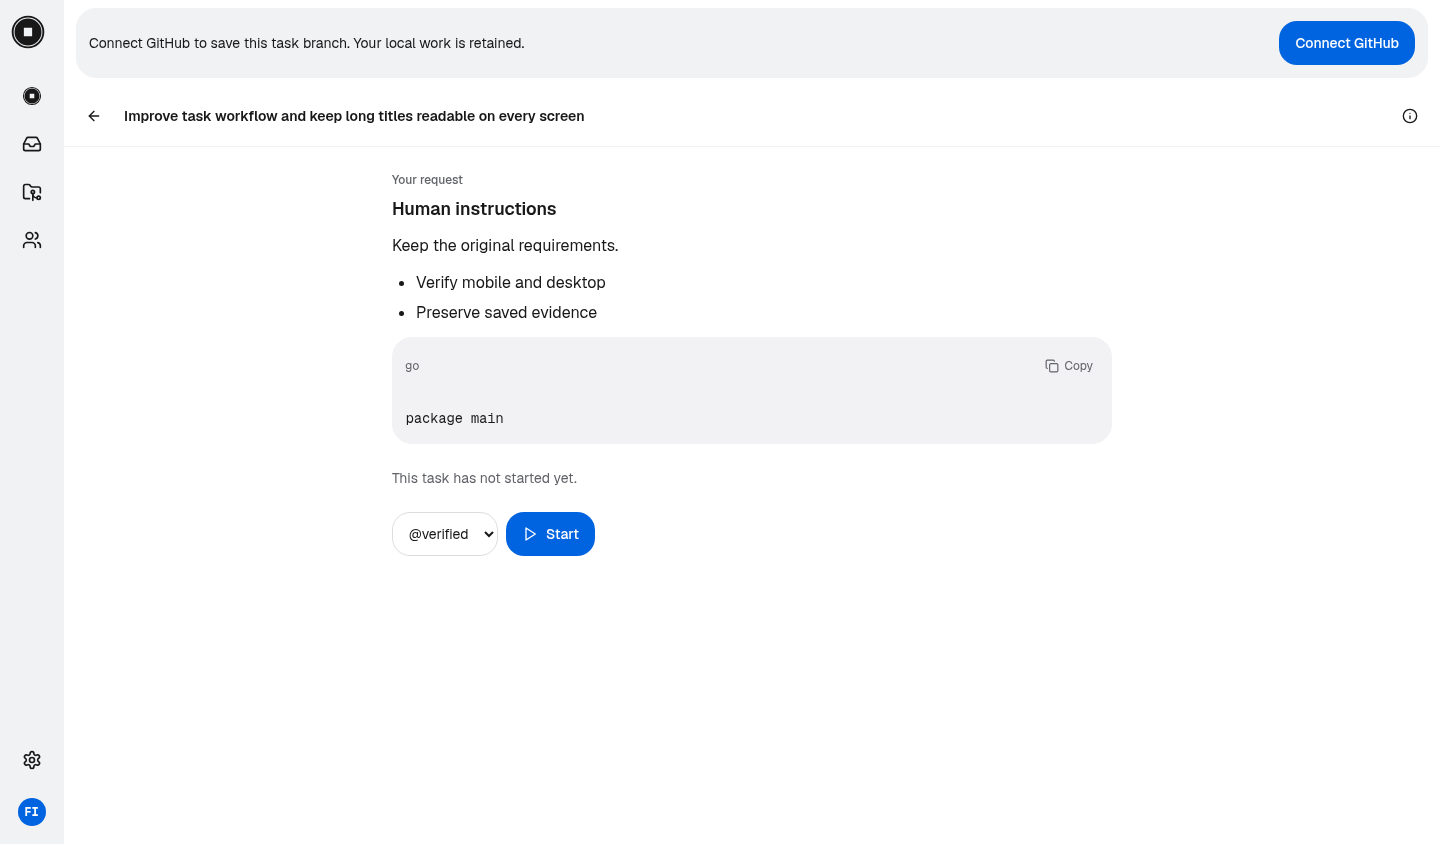 Connect GitHub to save this task branch. Your local work is retained.
Connect GitHub
Improve task workflow and keep long titles readable on every screen
Your request
Human instructions
Keep the original requirements.
Verify mobile and desktop
Preserve saved evidence
go
Copy
package main
This task has not started yet.
@verified
Start
FI